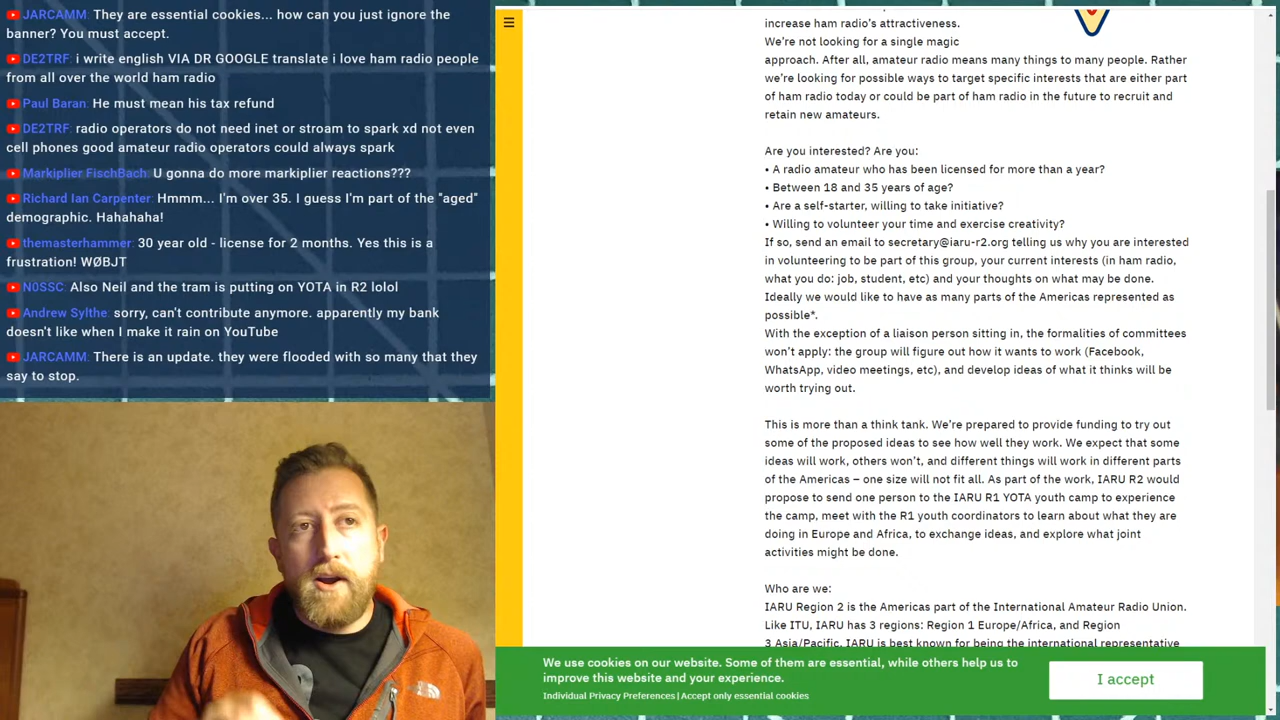 JARCAMM: They are essential cookies... how can you just ignore the
banner? You must accept.
DE2TRF: i write english VIA DR GOOGLE translate i love ham radio people
from all over the world ham radio
Paul Baran: He must mean his tax refund
DE2TRF: radio operators do not need inet or stroam to spark xd not even
cell phones good amateur radio operators could always spark
Markiplier FischBach: U gonna do more markiplier reactions???
Richard Ian Carpenter: Hmmm... I'm over 35. I guess I'm part of the "aged"
demographic. Hahahaha!
themasterhammer: 30 year old - license for 2 months. Yes this is a
frustration! WØBJT
N0SSC: Also Neil and the tram is putting on YOTA in R2 lolol
Andrew Sylthe: sorry, can't contribute anymore. apparently my bank
doesn't like when I make it rain on YouTube
JARCAMM: There is an update. they were flooded with so many that they
say to stop.
increase ham radio's attractiveness.
We're not looking for a single magic
approach. After all, amateur radio means many things to many people. Rather
we're looking for possible ways to target specific interests that are either part
of ham radio today or could be part of ham radio in the future to recruit and
retain new amateurs.
Are you interested? Are you:
• A radio amateur who has been licensed for more than a year?
• Between 18 and 35 years of age?
• Are a self-starter, willing to take initiative?
• Willing to volunteer your time and exercise creativity?
If so, send an email to secretary@iaru-r2.org telling us why you are interested
in volunteering to be part of this group, your current interests (in ham radio,
what you do: job, student, etc) and your thoughts on what may be done.
Ideally we would like to have as many parts of the Americas represented as
possible*.
With the exception of a liaison person sitting in, the formalities of committees
won't apply: the group will figure out how it wants to work (Facebook,
WhatsApp, video meetings, etc), and develop ideas of what it thinks will be
worth trying out.
This is more than a think tank. We're prepared to provide funding to try out
some of the proposed ideas to see how well they work. We expect that some
ideas will work, others won't, and different things will work in different parts
of the Americas – one size will not fit all. As part of the work, IARU R2 would
propose to send one person to the IARU R1 YOTA youth camp to experience
the camp, meet with the R1 youth coordinators to learn about what they are
doing in Europe and Africa, to exchange ideas, and explore what joint
activities might be done.
Who are we:
IARU Region 2 is the Americas part of the International Amateur Radio Union.
Like ITU, IARU has 3 regions: Region 1 Europe/Africa, and Region
3 Asia/Pacific. IARU is best known for being the international representative
We use cookies on our website. Some of them are essential, while others help us to
improve this website and your experience.
Individual Privacy Preferences | Accept only essential cookies
I accept